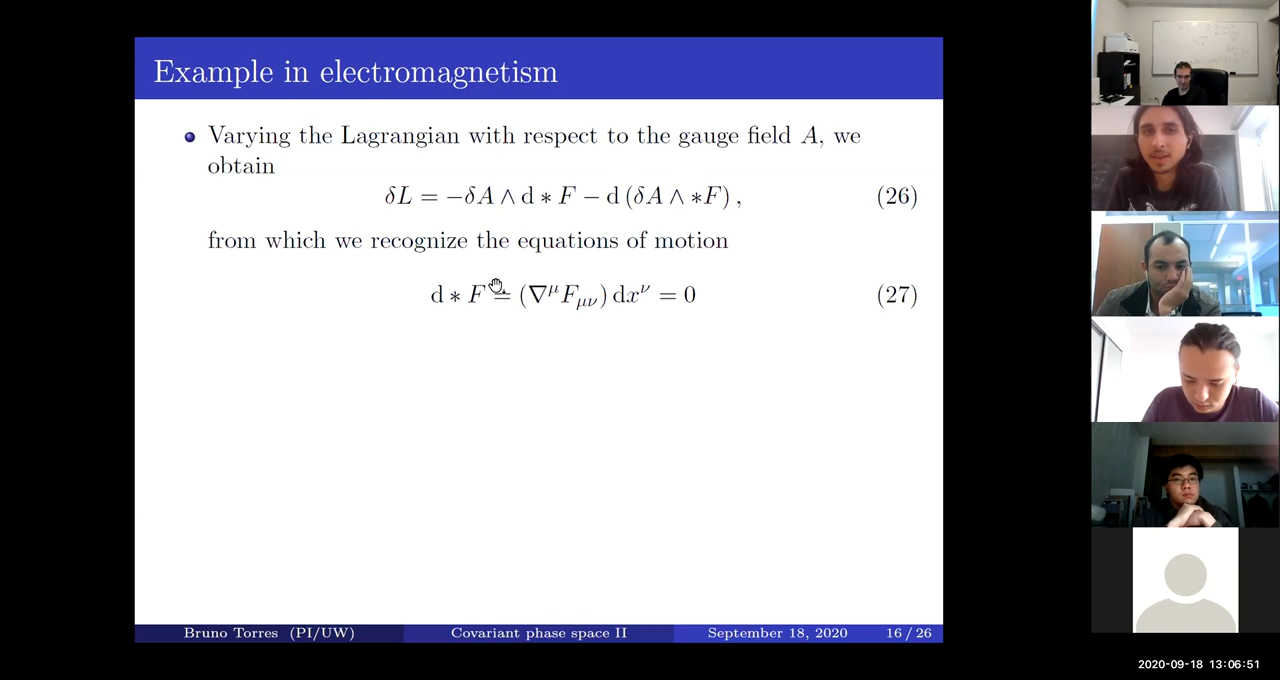 Example in electromagnetism
Varying the Lagrangian with respect to the gauge field A, we
obtain
δL = −δA ∧ d ∗ F − d (δA ∧ ∗F) , (26)
from which we recognize the equations of motion
d ∗ F = (∇^μ F_{μν}) dx^ν = 0 (27)
Bruno Torres (PI/UW) Covariant phase space II September 18, 2020 16 / 26
2020-09-18 13:06:51